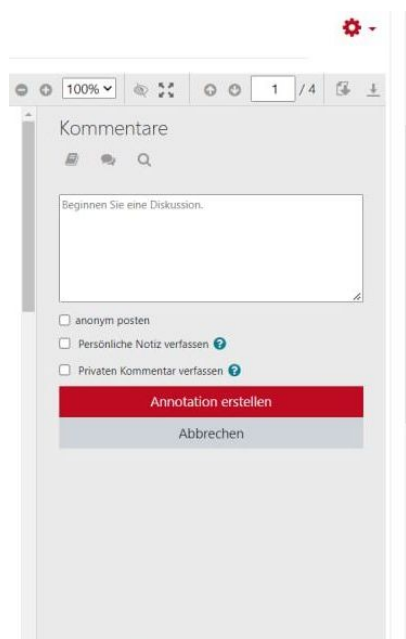 100%
1 / 4
Kommentare
Beginnen Sie eine Diskussion.
anonym posten
Persönliche Notiz verfassen ?
Privaten Kommentar verfassen ?
Annotation erstellen
Abbrechen